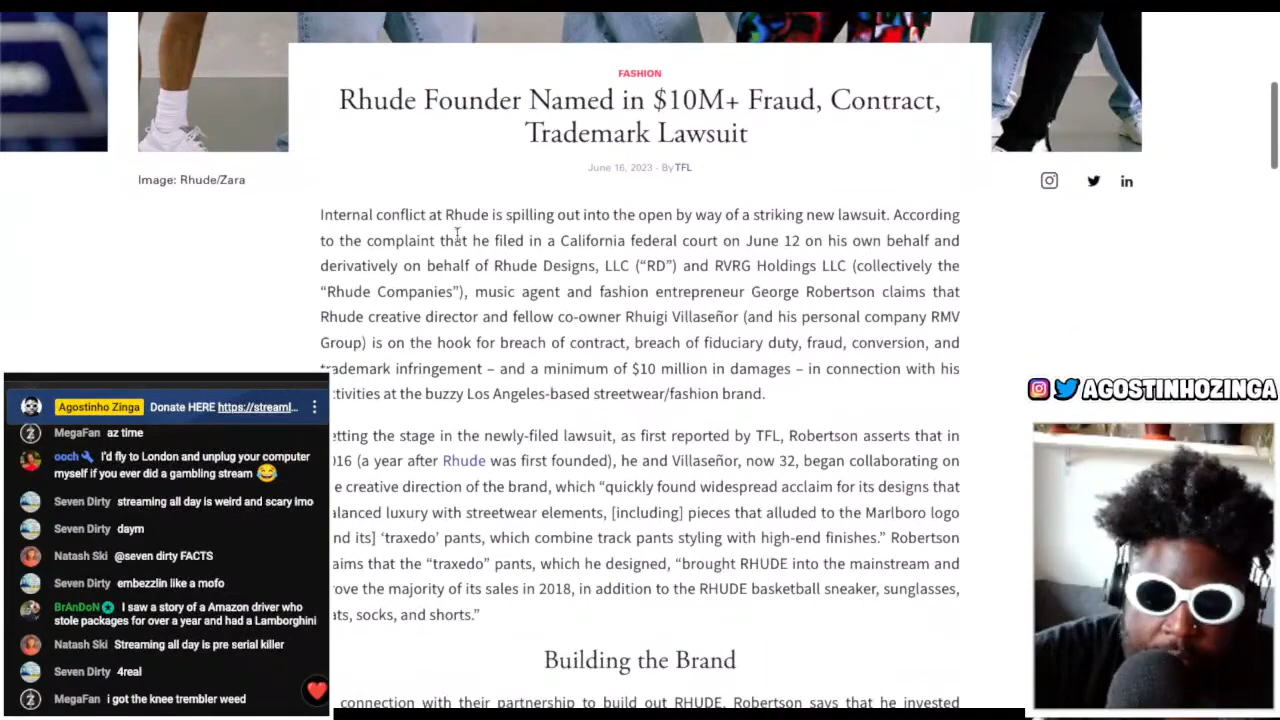 FASHION
Rhude Founder Named in $10M+ Fraud, Contract,
Trademark Lawsuit
June 16, 2023 - By TFL
Image: Rhude/Zara
Internal conflict at Rhude is spilling out into the open by way of a striking new lawsuit. According
to the complaint that he filed in a California federal court on June 12 on his own behalf and
derivatively on behalf of Rhude Designs, LLC (“RD”) and RVRG Holdings LLC (collectively the
“Rhude Companies”), music agent and fashion entrepreneur George Robertson claims that
Rhude creative director and fellow co-owner Rhuigi Villaseñor (and his personal company RMV
Group) is on the hook for breach of contract, breach of fiduciary duty, fraud, conversion, and
trademark infringement – and a minimum of $10 million in damages – in connection with his
ctivities at the buzzy Los Angeles-based streetwear/fashion brand.
etting the stage in the newly-filed lawsuit, as first reported by TFL, Robertson asserts that in
016 (a year after Rhude was first founded), he and Villaseñor, now 32, began collaborating on
e creative direction of the brand, which “quickly found widespread acclaim for its designs that
alanced luxury with streetwear elements, [including] pieces that alluded to the Marlboro logo
nd its] ‘traxedo’ pants, which combine track pants styling with high-end finishes.” Robertson
aims that the “traxedo” pants, which he designed, “brought RHUDE into the mainstream and
rove the majority of its sales in 2018, in addition to the RHUDE basketball sneaker, sunglasses,
ats, socks, and shorts.”
Building the Brand
connection with their partnership to build out RHUDE, Robertson says that he invested
Agostinho Zinga Donate HERE https://streaml...
MegaFan az time
ooch I'd fly to London and unplug your computer
myself if you ever did a gambling stream 😂
Seven Dirty streaming all day is weird and scary imo
Seven Dirty daym
Natash Ski @seven dirty FACTS
Seven Dirty embezzlin like a mofo
BrAnDoN I saw a story of a Amazon driver who
stole packages for over a year and had a Lamborghini
Natash Ski Streaming all day is pre serial killer
Seven Dirty 4real
MegaFan i got the knee trembler weed
@AGOSTINHOZINGA